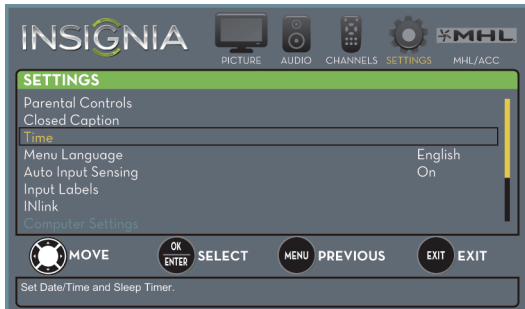 INSIGNIA
PICTURE AUDIO CHANNELS SETTINGS MHL MHL/ACC
SETTINGS
Parental Controls
Closed Caption
Time
Menu Language English
Auto Input Sensing On
Input Labels
INlink
Computer Settings
MOVE OK ENTER SELECT MENU PREVIOUS EXIT EXIT
Set Date/Time and Sleep Timer.